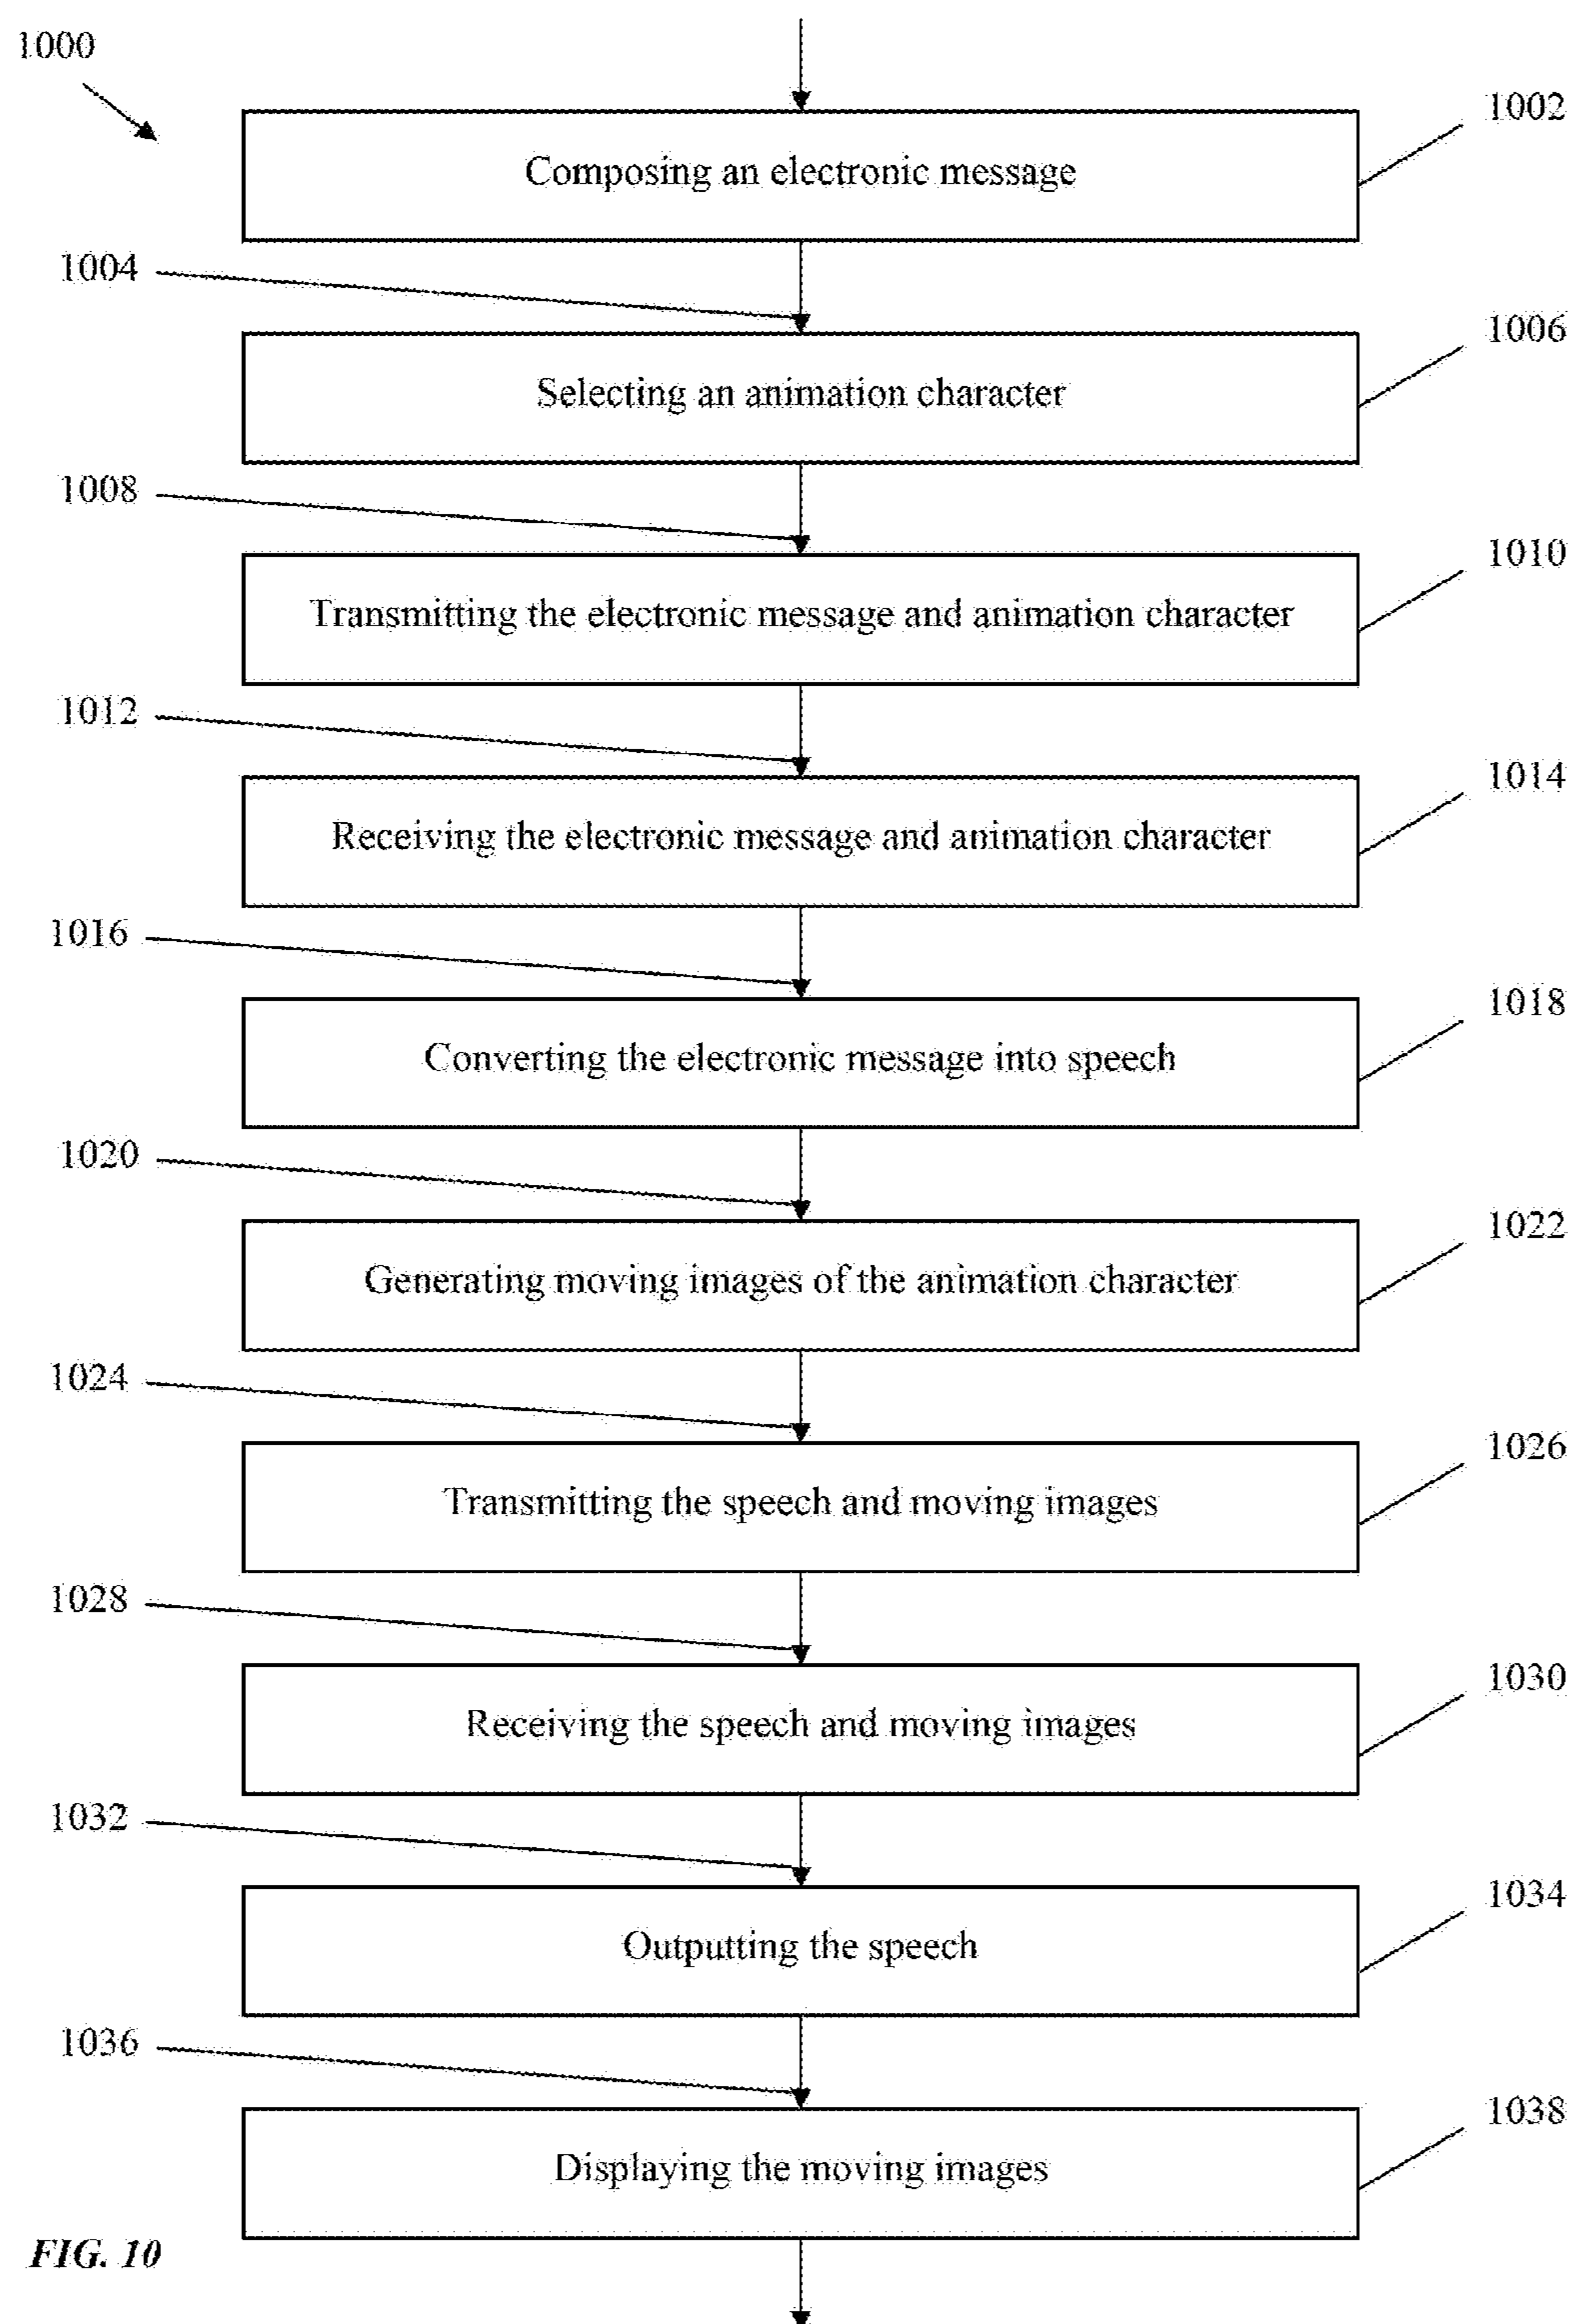 1000
1002
Composing an electronic message
1004
1006
Selecting an animation character
1008
1010
Transmitting the electronic message and animation character
1012
1014
Receiving the electronic message and animation character
1016
1018
Converting the electronic message into speech
1020
1022
Generating moving images of the animation character
1024
1026
Transmitting the speech and moving images
1028
1030
Receiving the speech and moving images
1032
1034
Outputting the speech
1036
1038
Displaying the moving images
FIG. 10